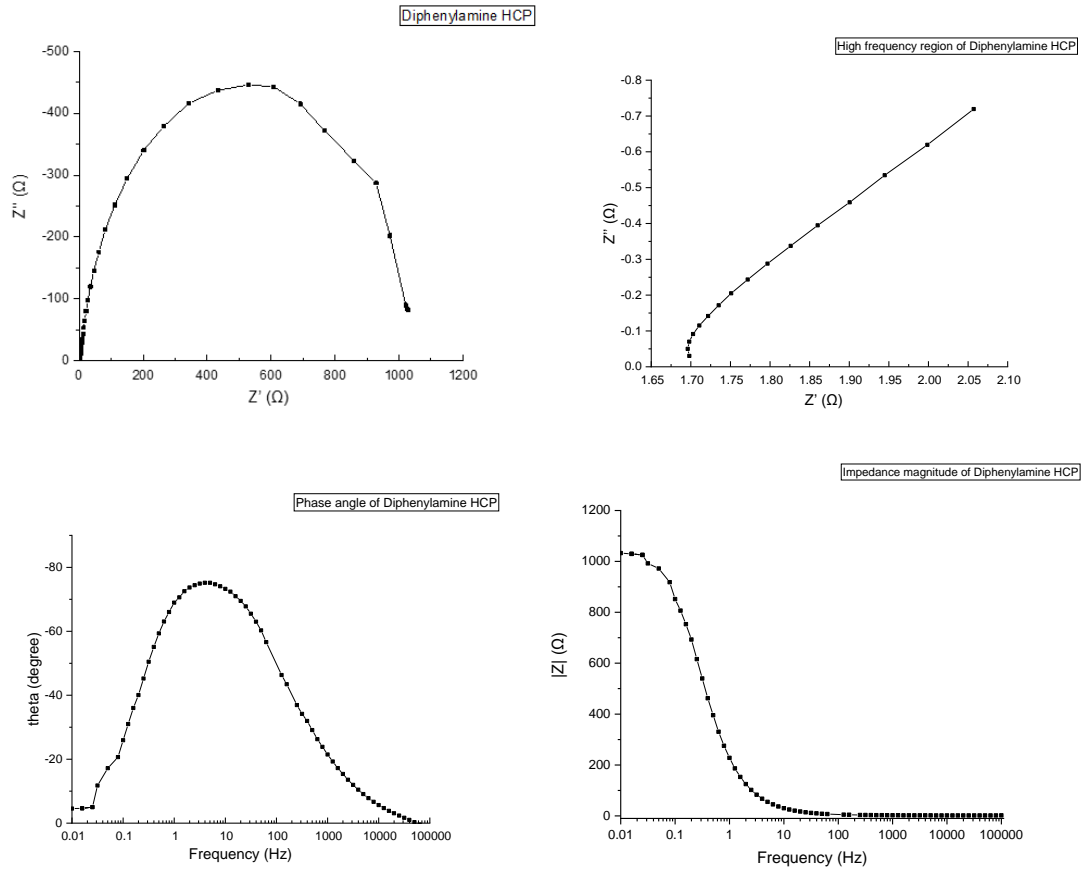 Diphenylamine HCP
-500
-400
-300
-200
-100
0
Z'' (Ω)
0 200 400 600 800 1000 1200
Z' (Ω)
High frequency region of Diphenylamine HCP
-0.8
-0.7
-0.6
-0.5
-0.4
-0.3
-0.2
-0.1
0.0
Z'' (Ω)
1.65 1.70 1.75 1.80 1.85 1.90 1.95 2.00 2.05 2.10
Z' (Ω)
Phase angle of Diphenylamine HCP
-80
-60
-40
-20
0
theta (degree)
0.01 0.1 1 10 100 1000 10000 100000
Frequency (Hz)
Impedance magnitude of Diphenylamine HCP
1200
1000
800
600
400
200
0
|Z| (Ω)
0.01 0.1 1 10 100 1000 10000 100000
Frequency (Hz)